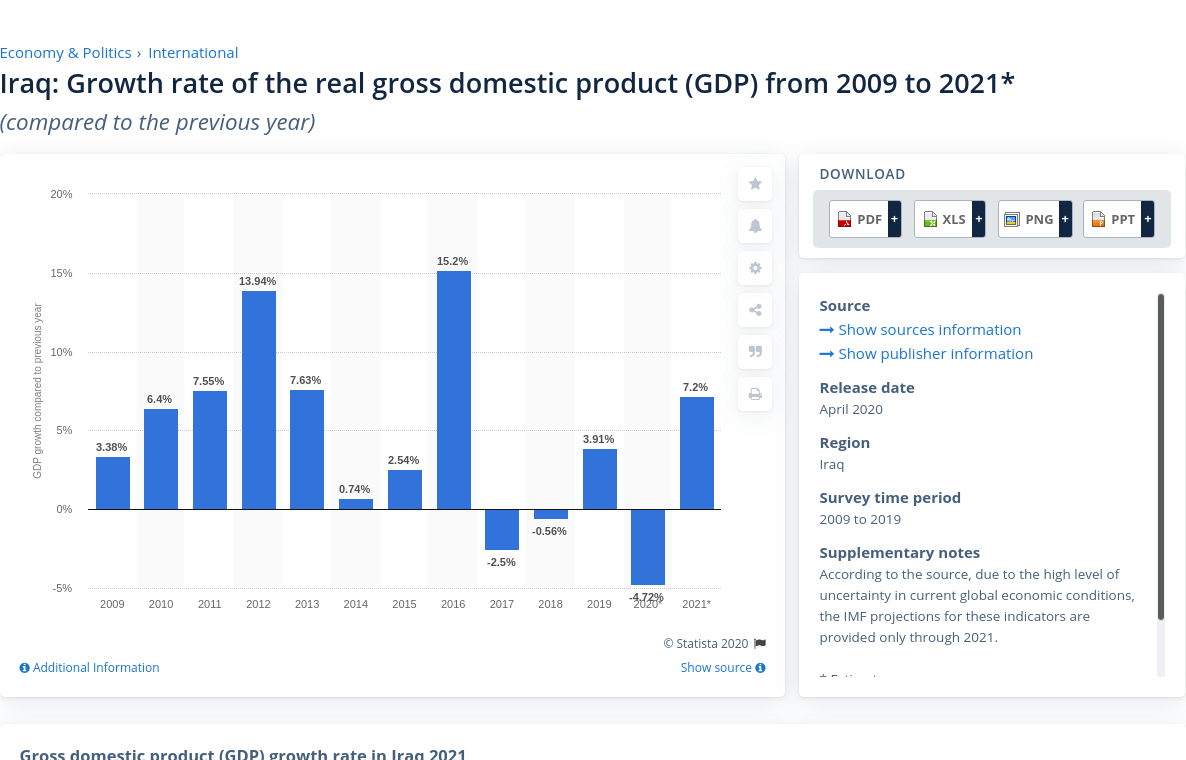 Economy & Politics › International
Iraq: Growth rate of the real gross domestic product (GDP) from 2009 to 2021*
(compared to the previous year)
GDP growth compared to previous year
20%
15%
10%
5%
0%
-5%
3.38%
6.4%
7.55%
13.94%
7.63%
0.74%
2.54%
15.2%
-2.5%
-0.56%
3.91%
-4.72%
7.2%
2009 2010 2011 2012 2013 2014 2015 2016 2017 2018 2019 2020* 2021*
© Statista 2020
Additional Information
Show source
DOWNLOAD
PDF + XLS + PNG + PPT +
Source
Show sources information
Show publisher information
Release date
April 2020
Region
Iraq
Survey time period
2009 to 2019
Supplementary notes
According to the source, due to the high level of
uncertainty in current global economic conditions,
the IMF projections for these indicators are
provided only through 2021.
Gross domestic product (GDP) growth rate in Iraq 2021